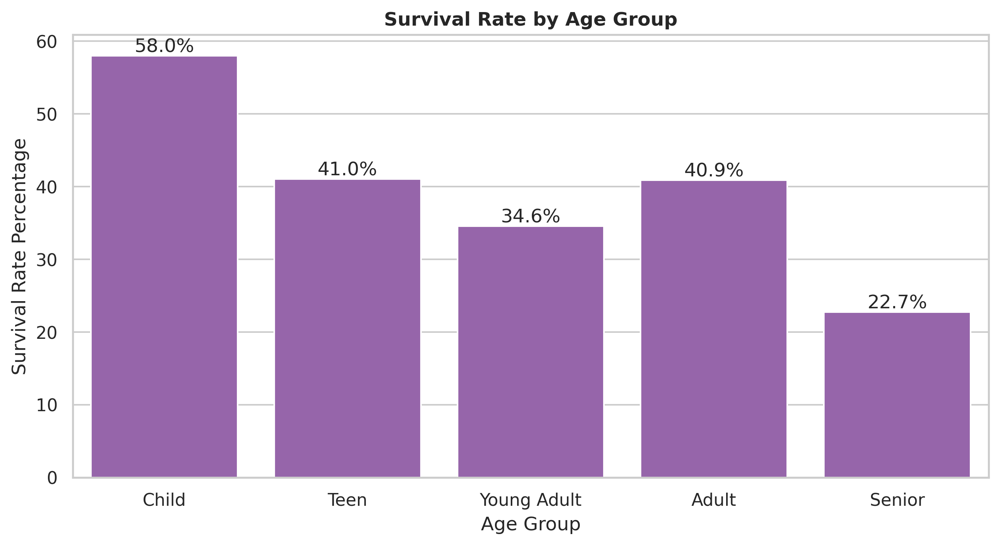 Survival Rate by Age Group
Survival Rate Percentage
60
50
40
30
20
10
0
58.0%
41.0%
34.6%
40.9%
22.7%
Child
Teen
Young Adult
Adult
Senior
Age Group